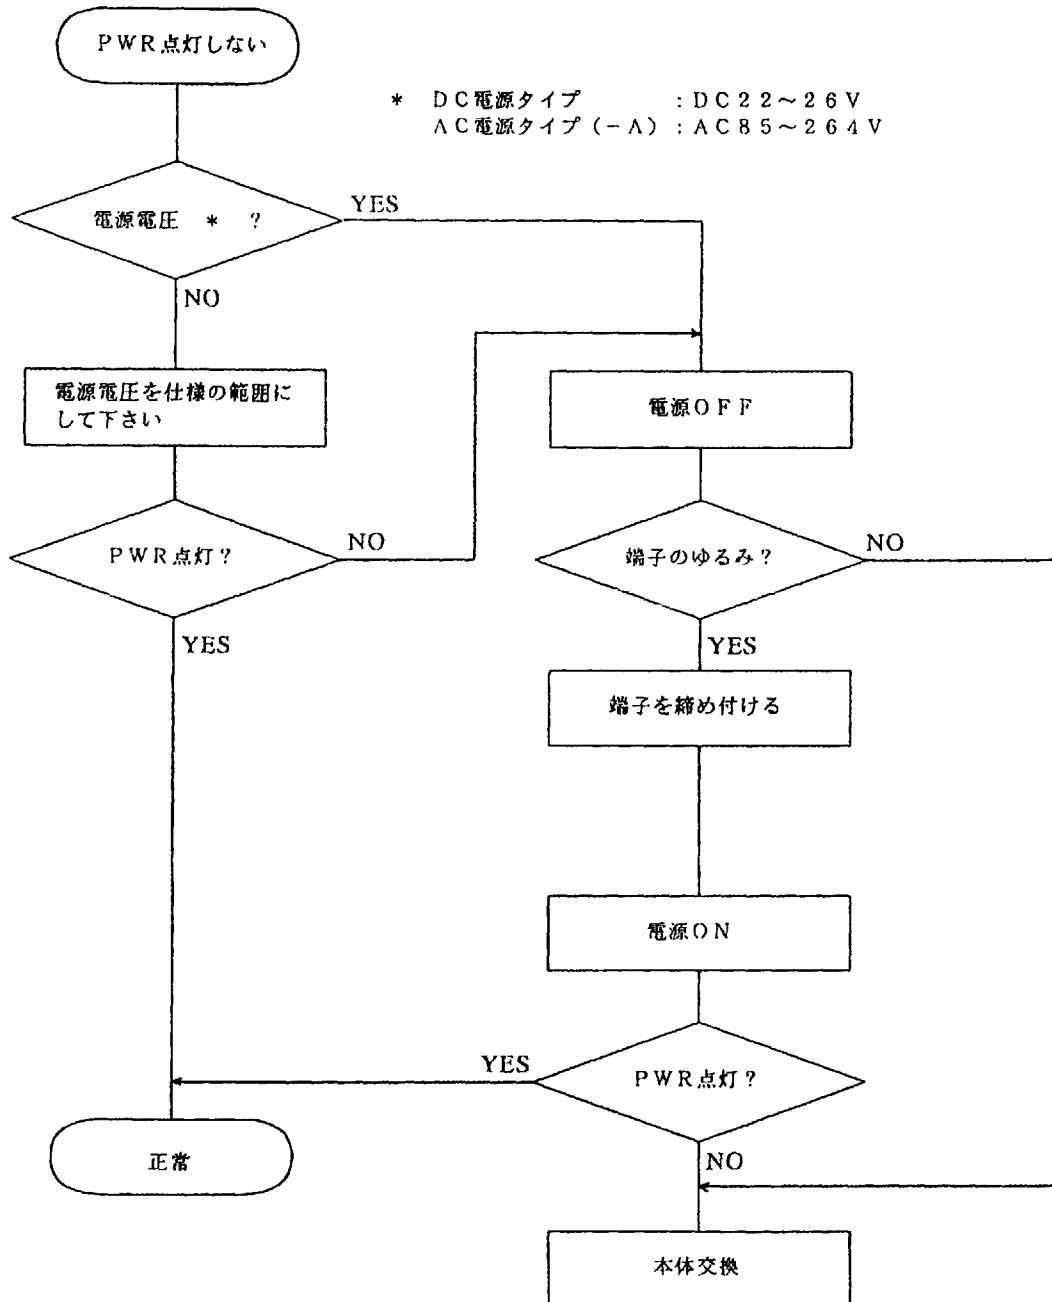 PWR点灯しない
* DC電源タイプ : DC22~26V
AC電源タイプ(-A) : AC85~264V
電源電圧 * ?
YES
NO
電源電圧を仕様の範囲に
して下さい
電源OFF
PWR点灯?
NO
端子のゆるみ?
NO
YES
YES
端子を締め付ける
電源ON
YES
PWR点灯?
正常
NO
本体交換